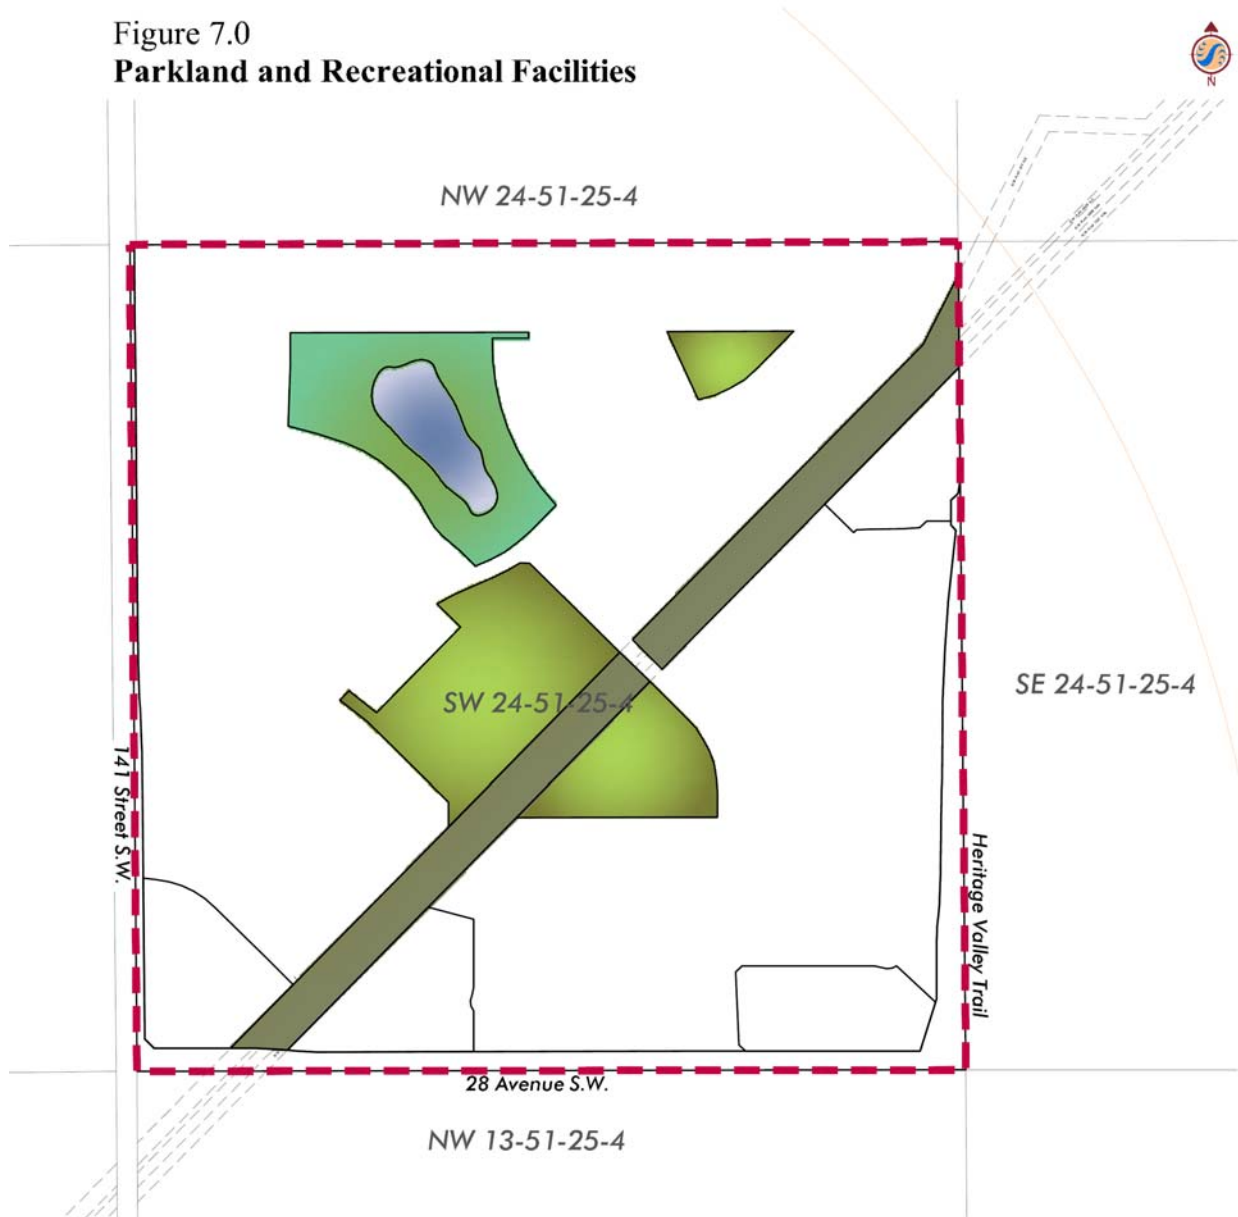 Figure 7.0
Parkland and Recreational Facilities
N
NW 24-51-25-4
SW 24-51-25-4
SE 24-51-25-4
141 Street S.W.
Heritage Valley Trail
28 Avenue S.W.
NW 13-51-25-4